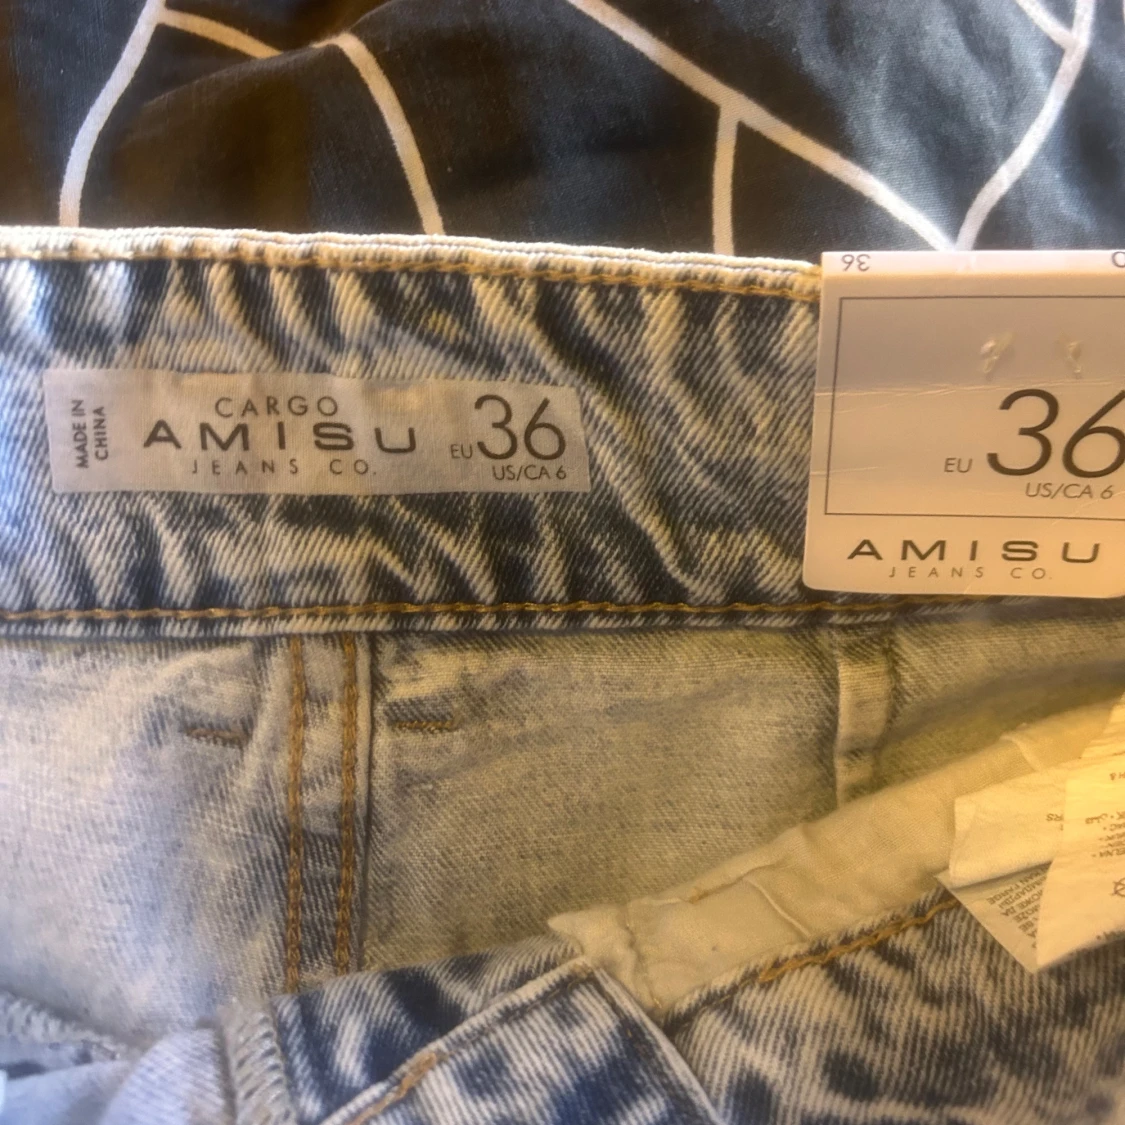 36
MADE IN
CHINA
CARGO
AMISU
JEANS CO.
EU 36
US/CA 6
EU 36
US/CA 6
AMISU
JEANS CO.